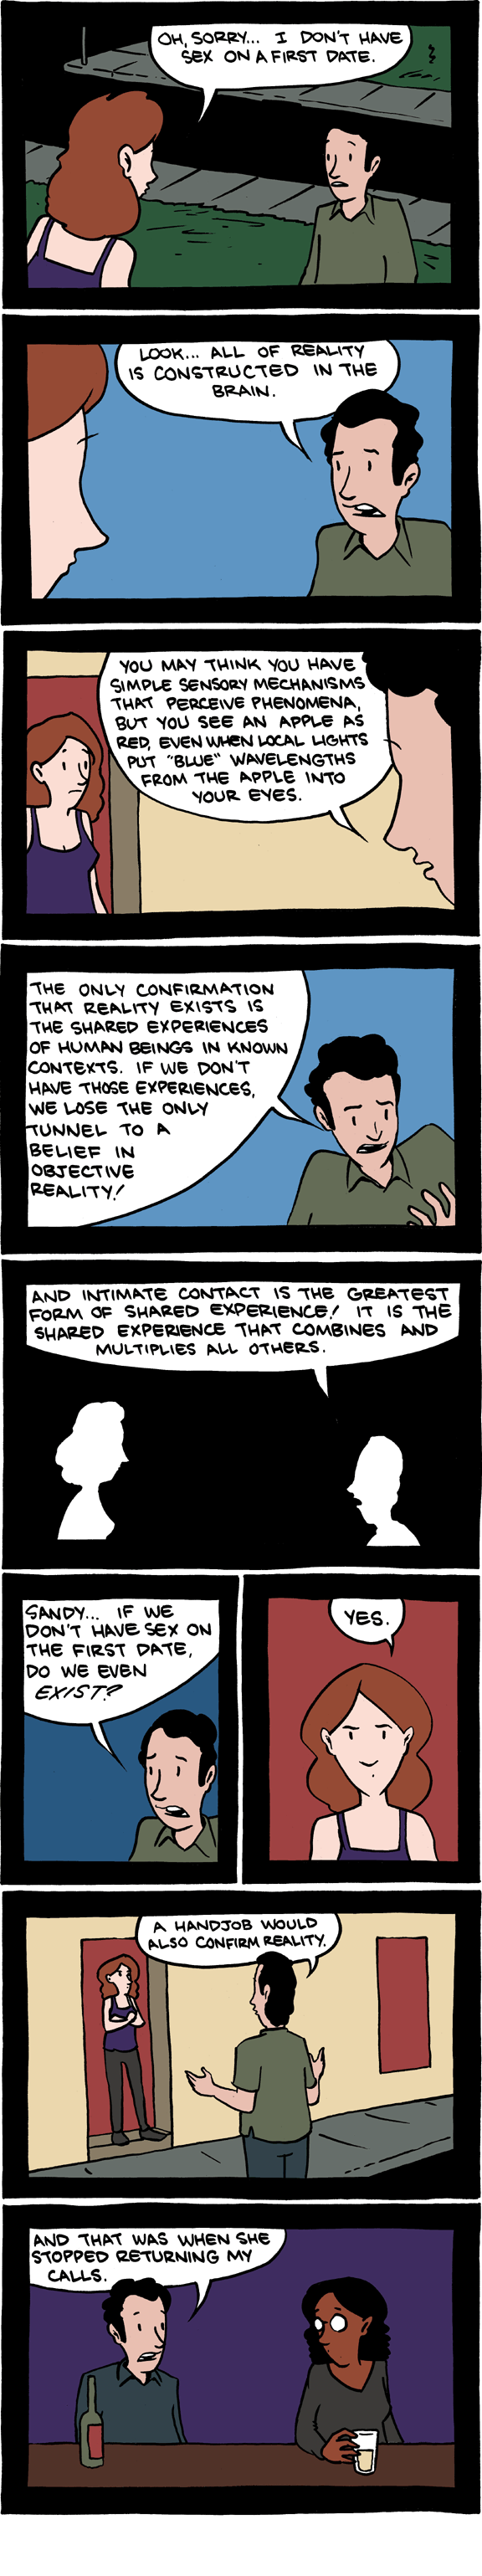 OH, SORRY... I DON'T HAVE
SEX ON A FIRST DATE.
LOOK... ALL OF REALITY
IS CONSTRUCTED IN THE
BRAIN.
YOU MAY THINK YOU HAVE
SIMPLE SENSORY MECHANISMS
THAT PERCEIVE PHENOMENA,
BUT YOU SEE AN APPLE AS
RED, EVEN WHEN LOCAL LIGHTS
PUT "BLUE" WAVELENGTHS
FROM THE APPLE INTO
YOUR EYES.
THE ONLY CONFIRMATION
THAT REALITY EXISTS IS
THE SHARED EXPERIENCES
OF HUMAN BEINGS IN KNOWN
CONTEXTS. IF WE DON'T
HAVE THOSE EXPERIENCES,
WE LOSE THE ONLY
TUNNEL TO A
BELIEF IN
OBJECTIVE
REALITY!
AND INTIMATE CONTACT IS THE GREATEST
FORM OF SHARED EXPERIENCE! IT IS THE
SHARED EXPERIENCE THAT COMBINES AND
MULTIPLIES ALL OTHERS.
SANDY... IF WE
DON'T HAVE SEX ON
THE FIRST DATE,
DO WE EVEN
EXIST?
YES.
A HANDJOB WOULD
ALSO CONFIRM REALITY.
AND THAT WAS WHEN SHE
STOPPED RETURNING MY
CALLS.